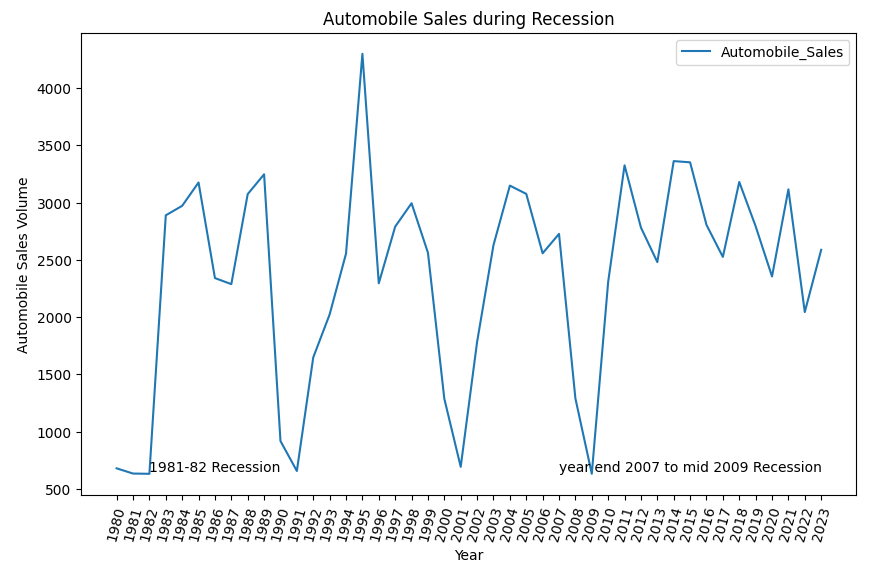 Automobile Sales during Recession
Automobile_Sales
4000
3500
3000
2500
2000
1500
1000
500
Automobile Sales Volume
1981-82 Recession
year end 2007 to mid 2009 Recession
1980 1981 1982 1983 1984 1985 1986 1987 1988 1989 1990 1991 1992 1993 1994 1995 1996 1997 1998 1999 2000 2001 2002 2003 2004 2005 2006 2007 2008 2009 2010 2011 2012 2013 2014 2015 2016 2017 2018 2019 2020 2021 2022 2023
Year